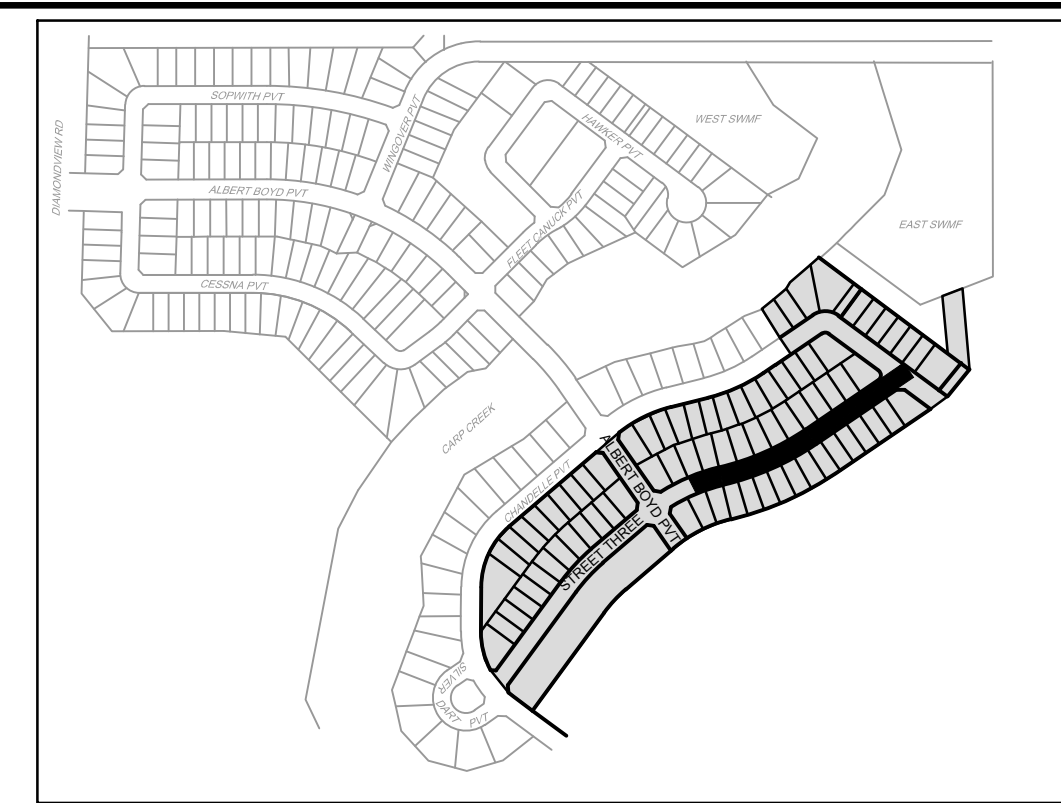 SOPWITH PVT
WINGOVER PVT
HAWKER PVT
WEST SWMF
DIAMONDVIEW RD
ALBERT BOYD PVT
FLEET CANUCK PVT
EAST SWMF
CESSNA PVT
CARP CREEK
CHANDELLE PVT
ALBERT BOYD PVT
STREET THREE
SILVER
DART PVT